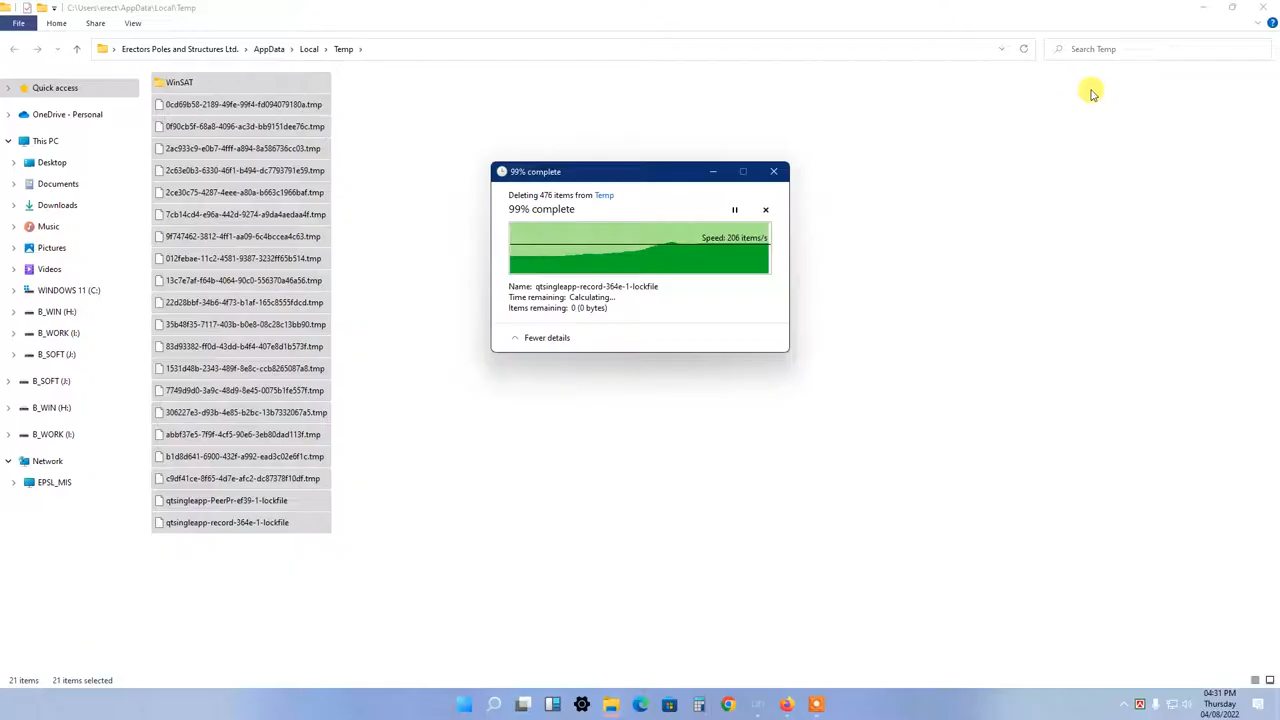 C:\Users\erect\AppData\Local\Temp
File
Home
Share
View
Erectors Poles and Structures Ltd.
AppData
Local
Temp
Search Temp
Quick access
OneDrive - Personal
This PC
Desktop
Documents
Downloads
Music
Pictures
Videos
WINDOWS 11 (C:)
B_WIN (H:)
B_WORK (I:)
B_SOFT (J:)
B_SOFT (J:)
B_WIN (H:)
B_WORK (I:)
Network
EPSL_MIS
WinSAT
0cd69b58-2189-49fe-99f4-fd094079180a.tmp
0f90cb5f-68a8-4096-ac3d-bb9151dee76c.tmp
2ac933c9-e0b7-4fff-a894-8a586736cc03.tmp
2c63e0b3-6330-46f1-b494-dc7793791e59.tmp
2ce30c75-4287-4eee-a80a-b663c1966baf.tmp
7cb14cd4-e96a-442d-9274-a9da4aedaa4f.tmp
9f747462-3812-4ff1-aa09-6c4bccea4c63.tmp
012febae-11c2-4581-9387-3232ff65b514.tmp
13c7e7af-f64b-4064-90c0-556370a46a56.tmp
22d28bbf-34b6-4f73-b1af-165c8555fdcd.tmp
35b48f35-7117-403b-b0e8-08c28c13bb90.tmp
83d93382-ff0d-43dd-b4f4-407e8d1b573f.tmp
1531d48b-2343-489f-8e8c-ccb8265087a8.tmp
7749d9d0-3a9c-48d9-8e45-0075b1fe557f.tmp
306227e3-d93b-4e85-b2bc-13b7332067a5.tmp
abbf37e5-7f9f-4cf5-90e6-3eb80dad113f.tmp
b1d8d641-6900-432f-a992-ead3c02e6f1c.tmp
c9df41ce-8f65-4d7e-afc2-dc87378f10df.tmp
qtsingleapp-PeerPr-ef39-1-lockfile
qtsingleapp-record-364e-1-lockfile
99% complete
Deleting 476 items from Temp
99% complete
Speed: 206 items/s
Name: qtsingleapp-record-364e-1-lockfile
Time remaining: Calculating...
Items remaining: 0 (0 bytes)
Fewer details
21 items
21 items selected
04:31 PM
Thursday
04/08/2022